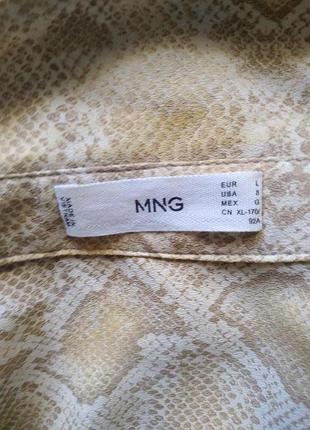 MADE IN
VIETNAM
MNG
EUR L
USA 8
MEX G
CN XL-170/
92A